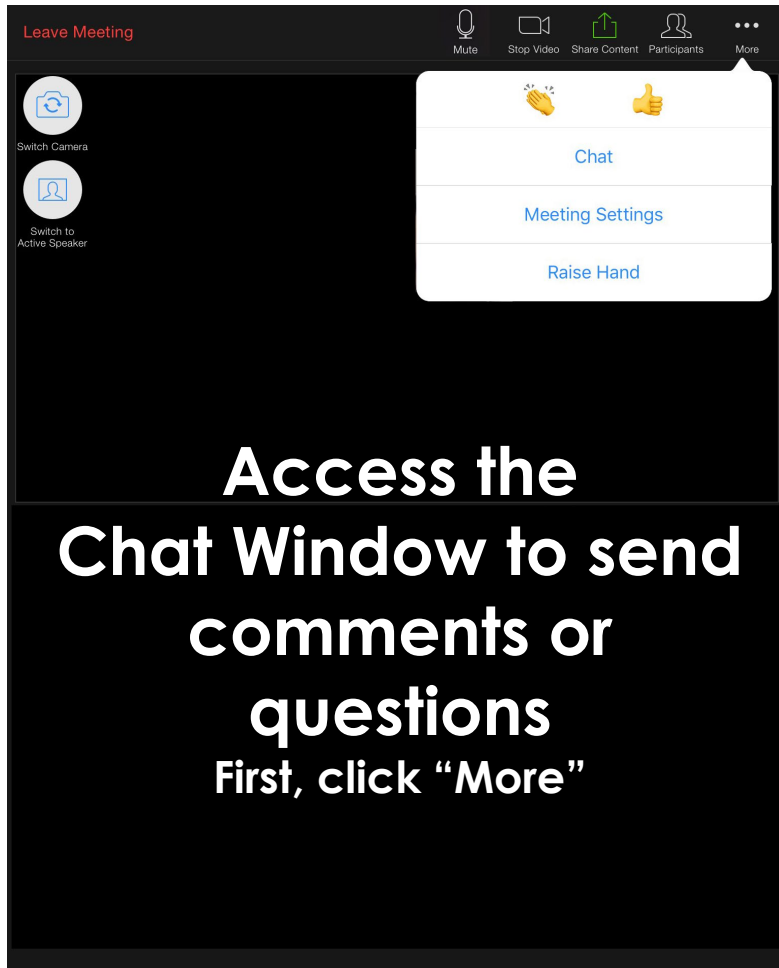 Leave Meeting
Mute
Stop Video
Share Content
Participants
More
Switch Camera
Switch to
Active Speaker
Chat
Meeting Settings
Raise Hand
Access the
Chat Window to send
comments or
questions
First, click “More”